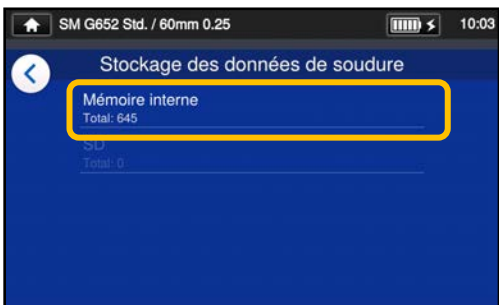 SM G652 Std. / 60mm 0.25
10:03
Stockage des données de soudure
Mémoire interne
Total: 645
SD
Total: 0